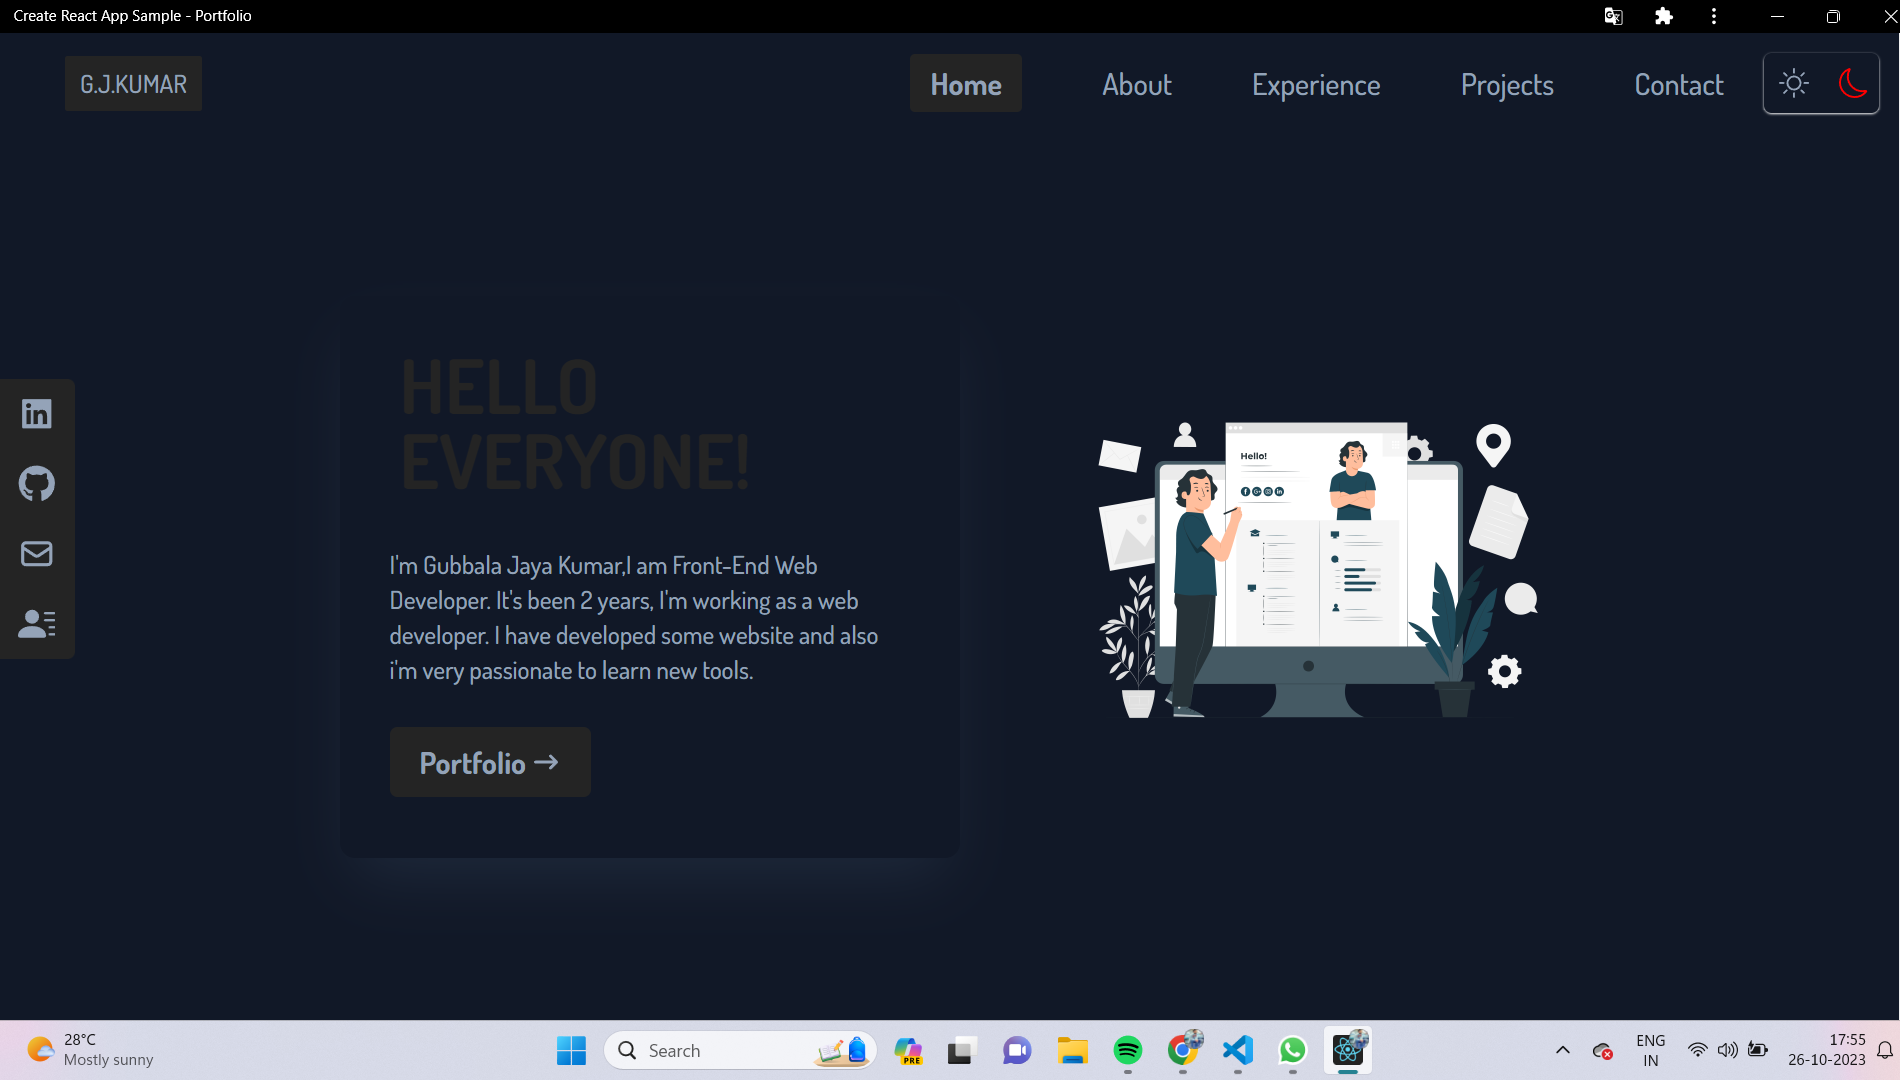 Create React App Sample - Portfolio
G.J.KUMAR
Home
About
Experience
Projects
Contact
HELLO
EVERYONE!
I'm Gubbala Jaya Kumar,I am Front-End Web
Developer. It's been 2 years, I'm working as a web
developer. I have developed some website and also
i'm very passionate to learn new tools.
Portfolio →
Hello!
28°C
Mostly sunny
Search
PRE
ENG
IN
17:55
26-10-2023